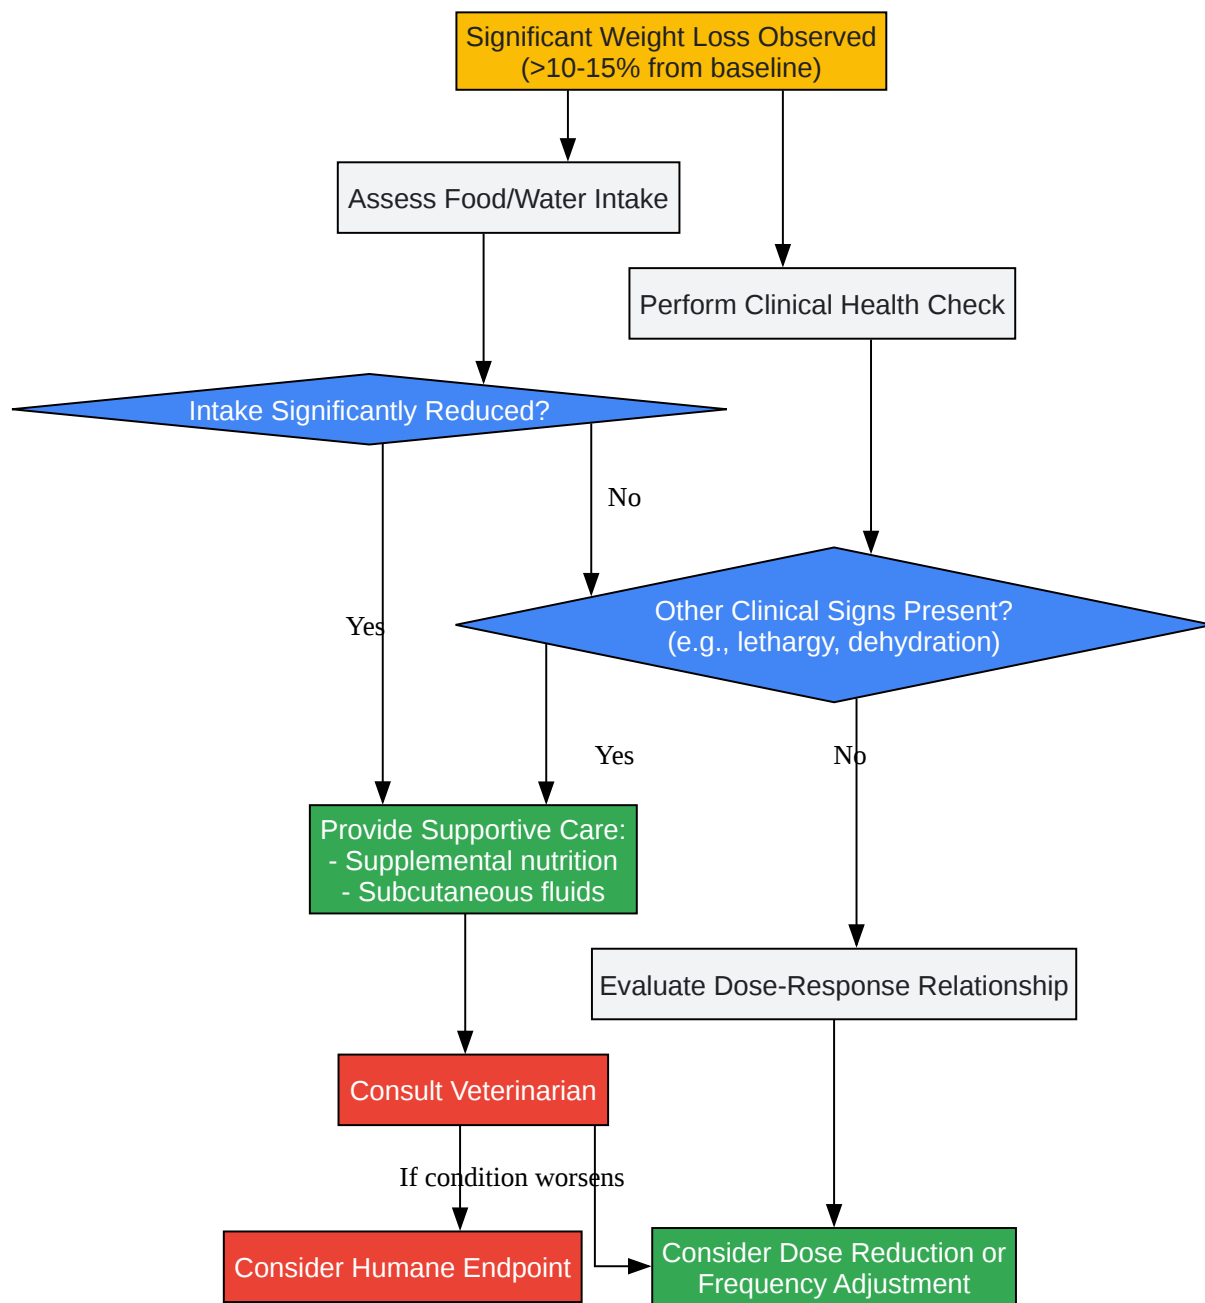 Significant Weight Loss Observed
(>10-15% from baseline)
Assess Food/Water Intake
Perform Clinical Health Check
Intake Significantly Reduced?
No
Other Clinical Signs Present?
(e.g., lethargy, dehydration)
Yes
Yes
No
Provide Supportive Care:
- Supplemental nutrition
- Subcutaneous fluids
Evaluate Dose-Response Relationship
Consult Veterinarian
If condition worsens
Consider Humane Endpoint
Consider Dose Reduction or
Frequency Adjustment